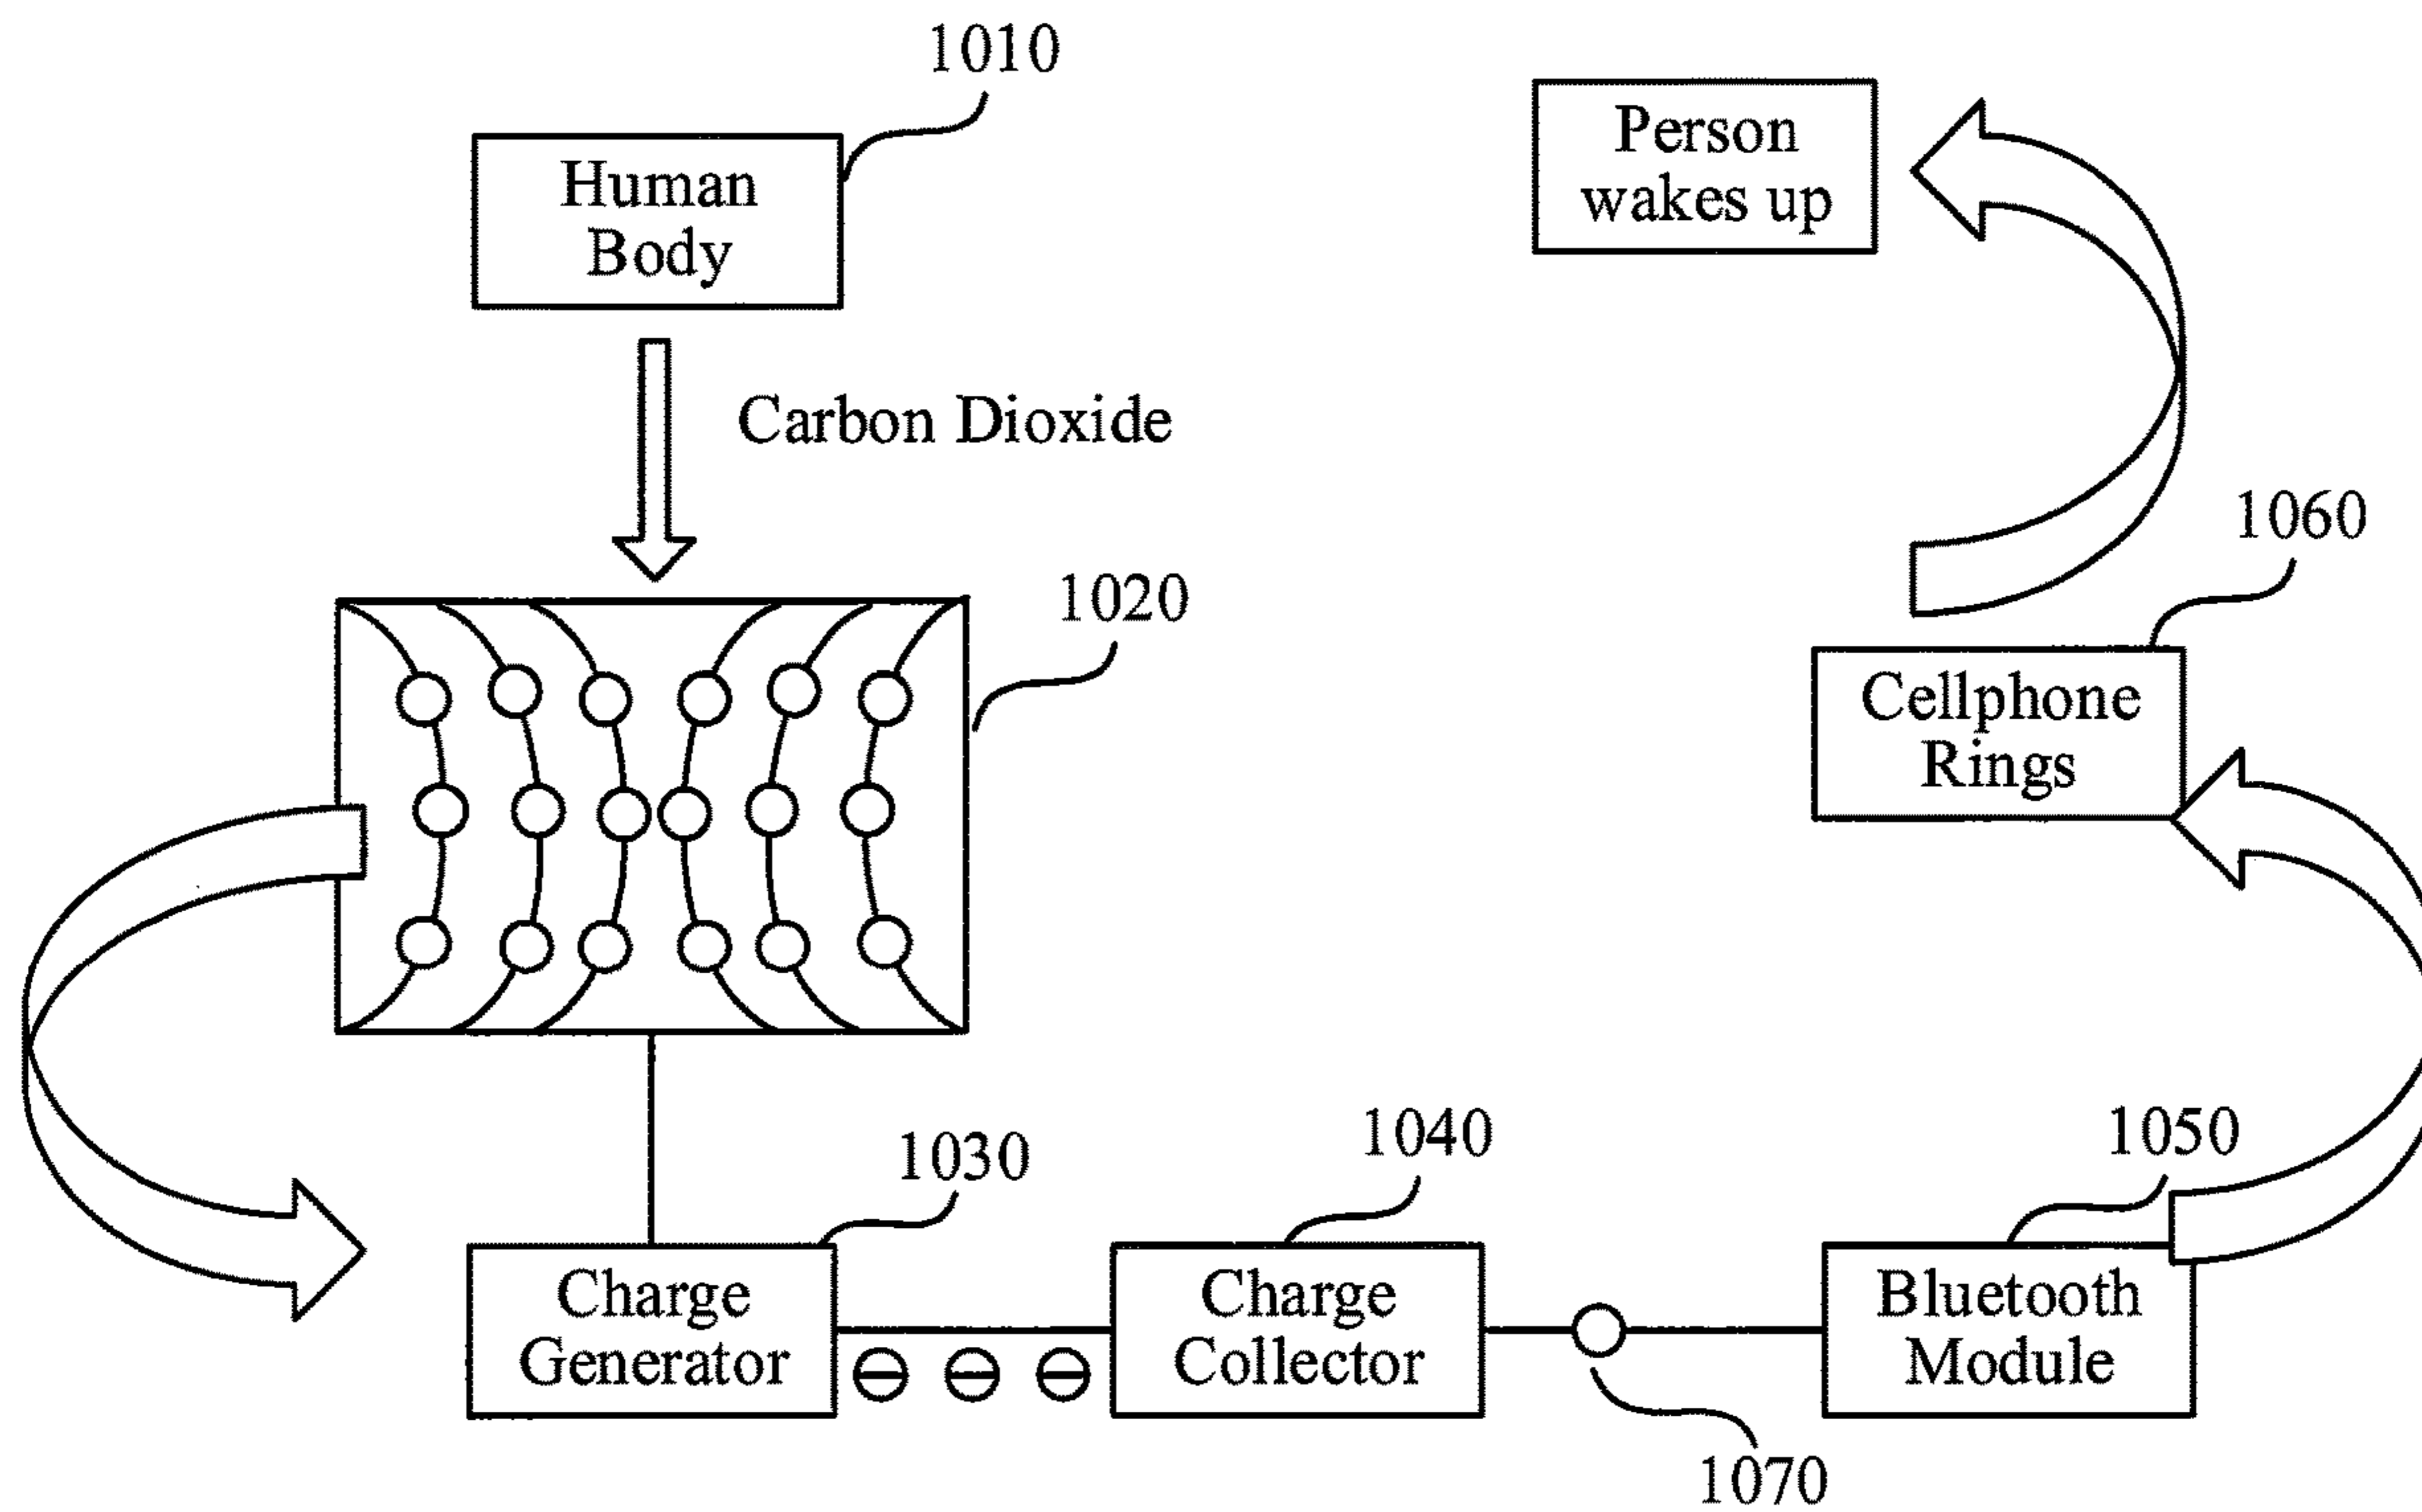 1010
Human
Body
Person
wakes up
Carbon Dioxide
1060
1020
Cellphone
Rings
1030
1040
1050
Charge
Generator
Charge
Collector
Bluetooth
Module
1070